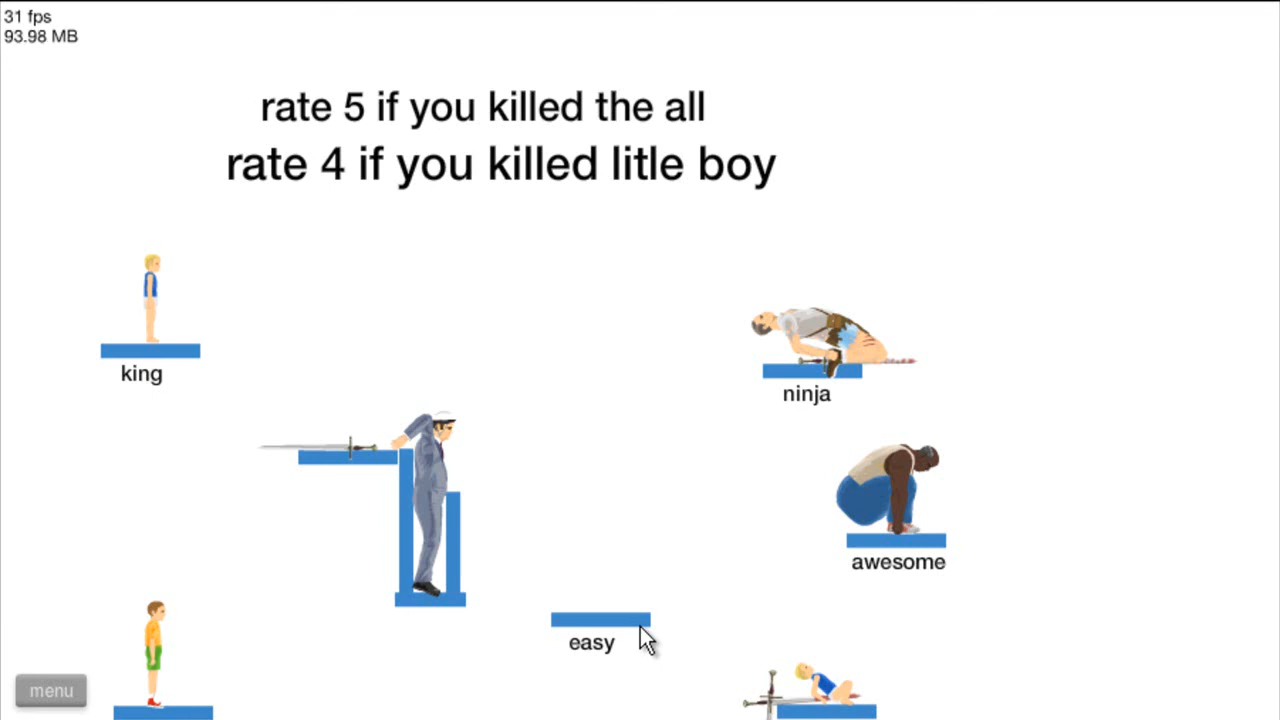 31 fps
93.98 MB
rate 5 if you killed the all
rate 4 if you killed litle boy
king
ninja
awesome
easy
menu